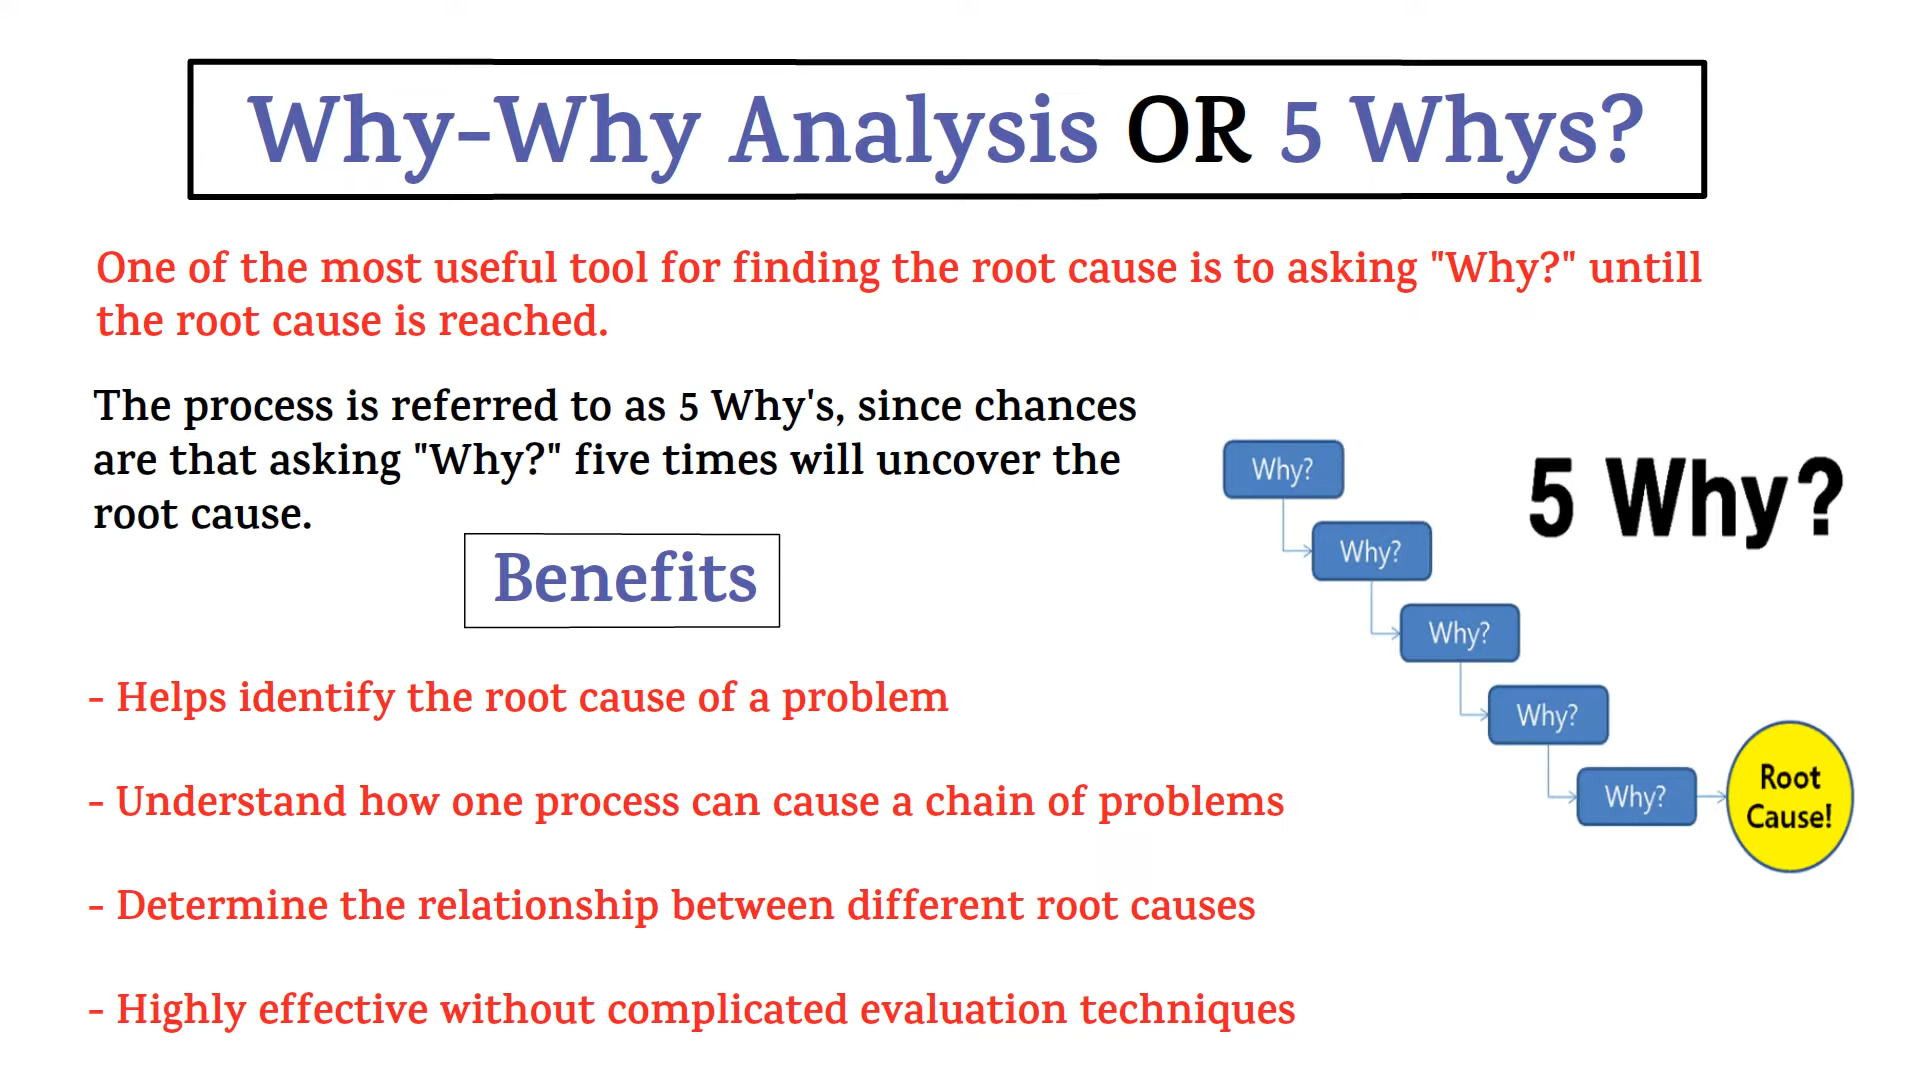 Why-Why Analysis OR 5 Whys?
One of the most useful tool for finding the root cause is to asking "Why?" untill
the root cause is reached.
The process is referred to as 5 Why's, since chances
are that asking "Why?" five times will uncover the
root cause.
Benefits
- Helps identify the root cause of a problem
- Understand how one process can cause a chain of problems
- Determine the relationship between different root causes
- Highly effective without complicated evaluation techniques
5 Why?
Why?
Why?
Why?
Why?
Why?
Root
Cause!